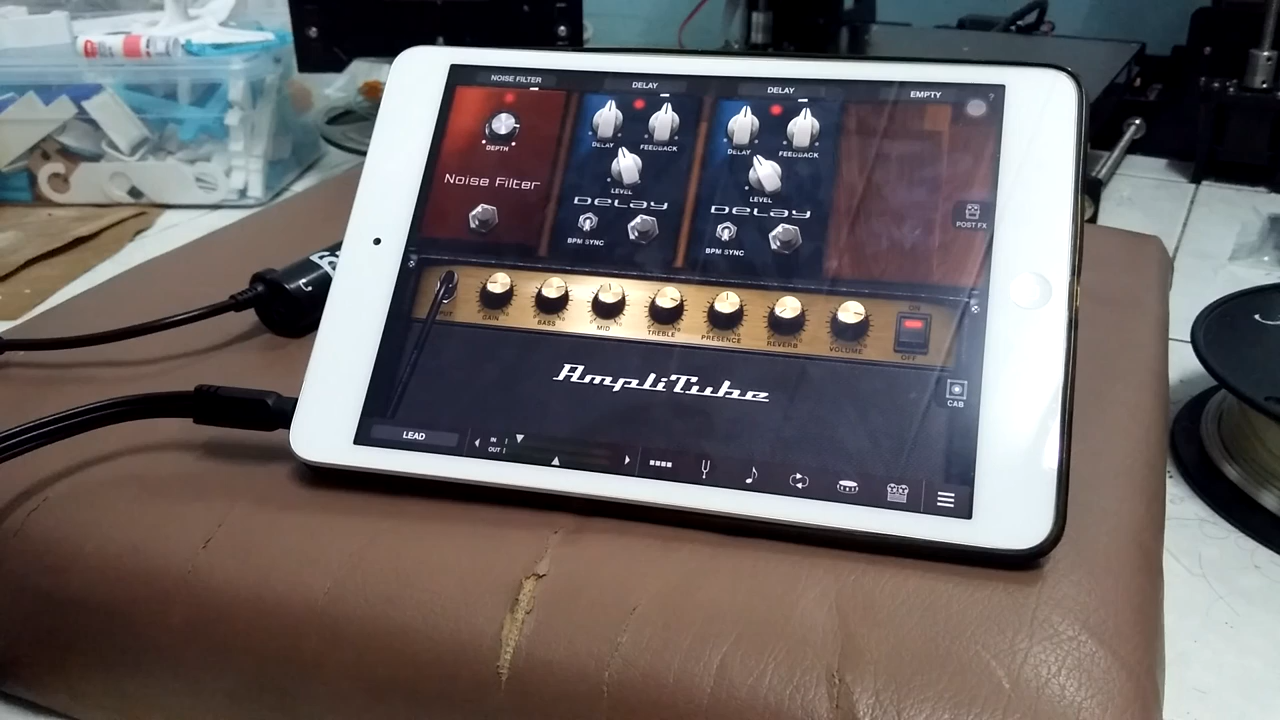 NOISE FILTER
DELAY
DELAY
EMPTY
?
DEPTH
DELAY
FEEDBACK
DELAY
FEEDBACK
Noise Filter
LEVEL
LEVEL
DELAY
DELAY
BPM SYNC
BPM SYNC
POST FX
GAIN
BASS
MID
TREBLE
PRESENCE
REVERB
VOLUME
ON
OFF
AmpliTube
CAB
LEAD
IN
OUT